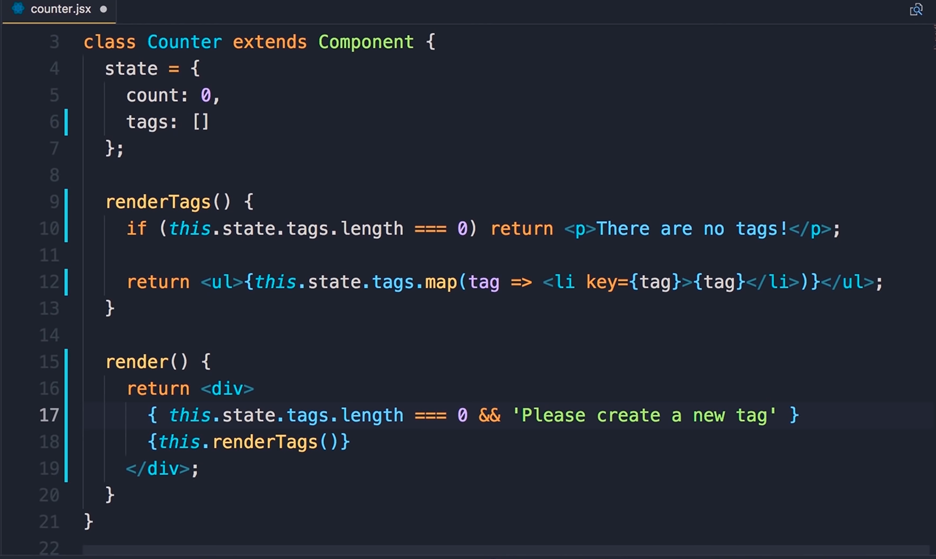 counter.jsx ●
3 class Counter extends Component {
4 state = {
5 count: 0,
6 tags: []
7 };
8
9 renderTags() {
10 if (this.state.tags.length === 0) return <p>There are no tags!</p>;
11
12 return <ul>{this.state.tags.map(tag => <li key={tag}>{tag}</li>)}</ul>;
13 }
14
15 render() {
16 return <div>
17 { this.state.tags.length === 0 && 'Please create a new tag' }
18 {this.renderTags()}
19 </div>;
20 }
21 }
22